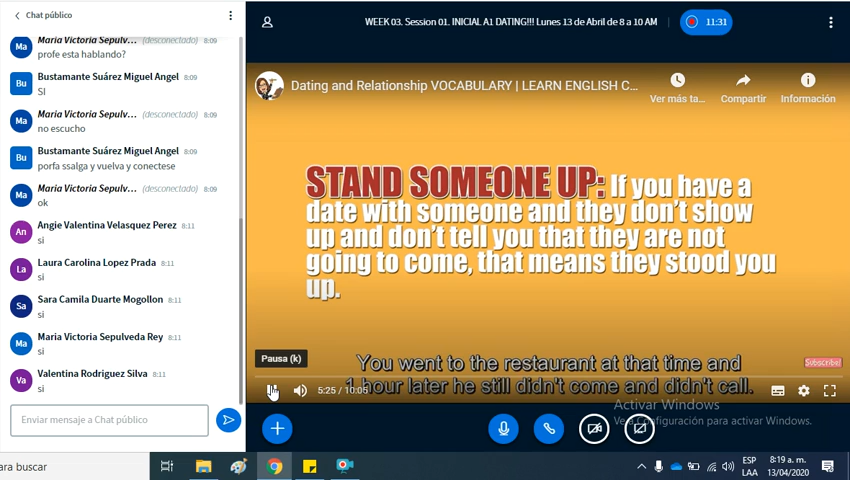 Chat público
Ma
Maria Victoria Sepulv... (desconectado) 8:09
profe esta hablando?
Bu
Bustamante Suárez Miguel Angel 8:09
SI
Ma
Maria Victoria Sepulv... (desconectado) 8:09
no escucho
Bu
Bustamante Suárez Miguel Angel 8:09
porfa ssalga y vuelva y conectese
Ma
Maria Victoria Sepulv... (desconectado) 8:09
ok
An
Angie Valentina Velasquez Perez 8:11
si
La
Laura Carolina Lopez Prada 8:11
si
Sa
Sara Camila Duarte Mogollon 8:11
si
Ma
Maria Victoria Sepulveda Rey 8:11
si
Va
Valentina Rodriguez Silva 8:11
si
Enviar mensaje a Chat público
WEEK 03. Session 01. INICIAL A1 DATING!!! Lunes 13 de Abril de 8 a 10 AM
11:31
Dating and Relationship VOCABULARY | LEARN ENGLISH C...
Ver más ta...
Compartir
Información
STAND SOMEONE UP: If you have a
date with someone and they don't show
up and don't tell you that they are not
going to come, that means they stood you
up.
Pausa (k)
You went to the restaurant at that time and
1 hour later he still didn't come and didn't call.
Subscribe!
5:25 / 10:05
Activar Windows
Ve a Configuración para activar Windows.
ara buscar
ESP
LAA
8:19 a. m.
13/04/2020